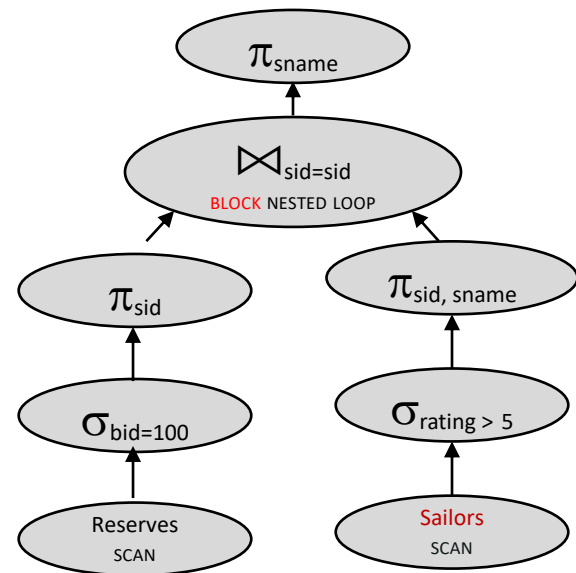 πsname
⋈sid=sid
BLOCK NESTED LOOP
πsid
πsid, sname
σbid=100
σrating > 5
Reserves
SCAN
Sailors
SCAN